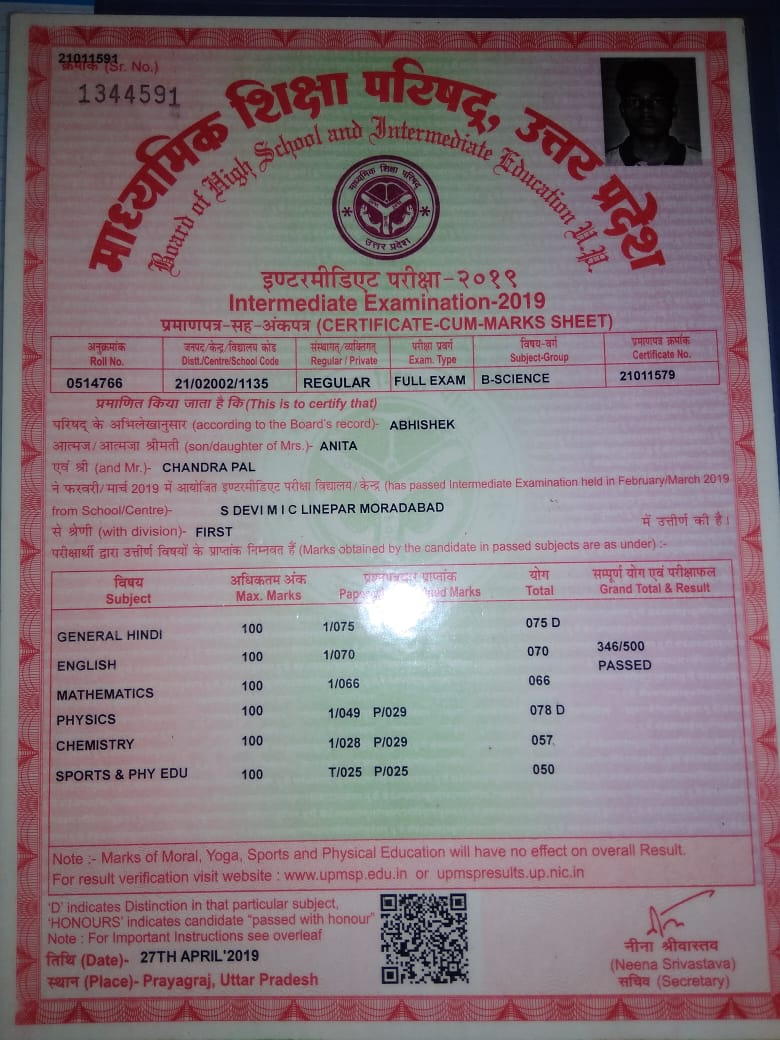 21011591
क्रमांक (Sr. No.)
1344591
माध्यमिक शिक्षा परिषद्, उत्तर प्रदेश
Board of High School and Intermediate Education U.P.
माध्यमिक शिक्षा परिषद
उत्तर प्रदेश
इण्टरमीडिएट परीक्षा-२०१९
Intermediate Examination-2019
प्रमाणपत्र-सह-अंकपत्र (CERTIFICATE-CUM-MARKS SHEET)
अनुक्रमांक जनपद/केन्द्र/विद्यालय कोड संस्थागत/व्यक्तिगत् परीक्षा प्रवर्ग विषय-वर्ग प्रमाणपत्र क्रमांक
Roll No. Distt./Centre/School Code Regular / Private Exam. Type Subject-Group Certificate No.
0514766 21/02002/1135 REGULAR FULL EXAM B-SCIENCE 21011579
प्रमाणित किया जाता है कि (This is to certify that)
परिषद् के अभिलेखानुसार (according to the Board's record)- ABHISHEK
आत्मज/आत्मजा श्रीमती (son/daughter of Mrs.)- ANITA
एवं श्री (and Mr.)- CHANDRA PAL
ने फरवरी/मार्च 2019 में आयोजित इण्टरमीडिएट परीक्षा विद्यालय/केन्द्र (has passed Intermediate Examination held in February/March 2019
from School/Centre)- S DEVI M I C LINEPAR MORADABAD
से श्रेणी (with division)- FIRST में उत्तीर्ण की है।
परीक्षार्थी द्वारा उत्तीर्ण विषयों के प्राप्तांक निम्नवत हैं (Marks obtained by the candidate in passed subjects are as under) :-
विषय अधिकतम अंक प्राप्तांक योग सम्पूर्ण योग एवं परीक्षाफल
Subject Max. Marks Marks Total Grand Total & Result
GENERAL HINDI 100 1/075 075 D
ENGLISH 100 1/070 070 346/500
PASSED
MATHEMATICS 100 1/066 066
PHYSICS 100 1/049 P/029 078 D
CHEMISTRY 100 1/028 P/029 057
SPORTS & PHY EDU 100 T/025 P/025 050
Note :- Marks of Moral, Yoga, Sports and Physical Education will have no effect on overall Result.
For result verification visit website : www.upmsp.edu.in or upmspresults.up.nic.in
'D' indicates Distinction in that particular subject,
'HONOURS' indicates candidate "passed with honour"
Note : For Important Instructions see overleaf
तिथि (Date)- 27TH APRIL'2019
स्थान (Place)- Prayagraj, Uttar Pradesh
नीना श्रीवास्तव
(Neena Srivastava)
सचिव (Secretary)